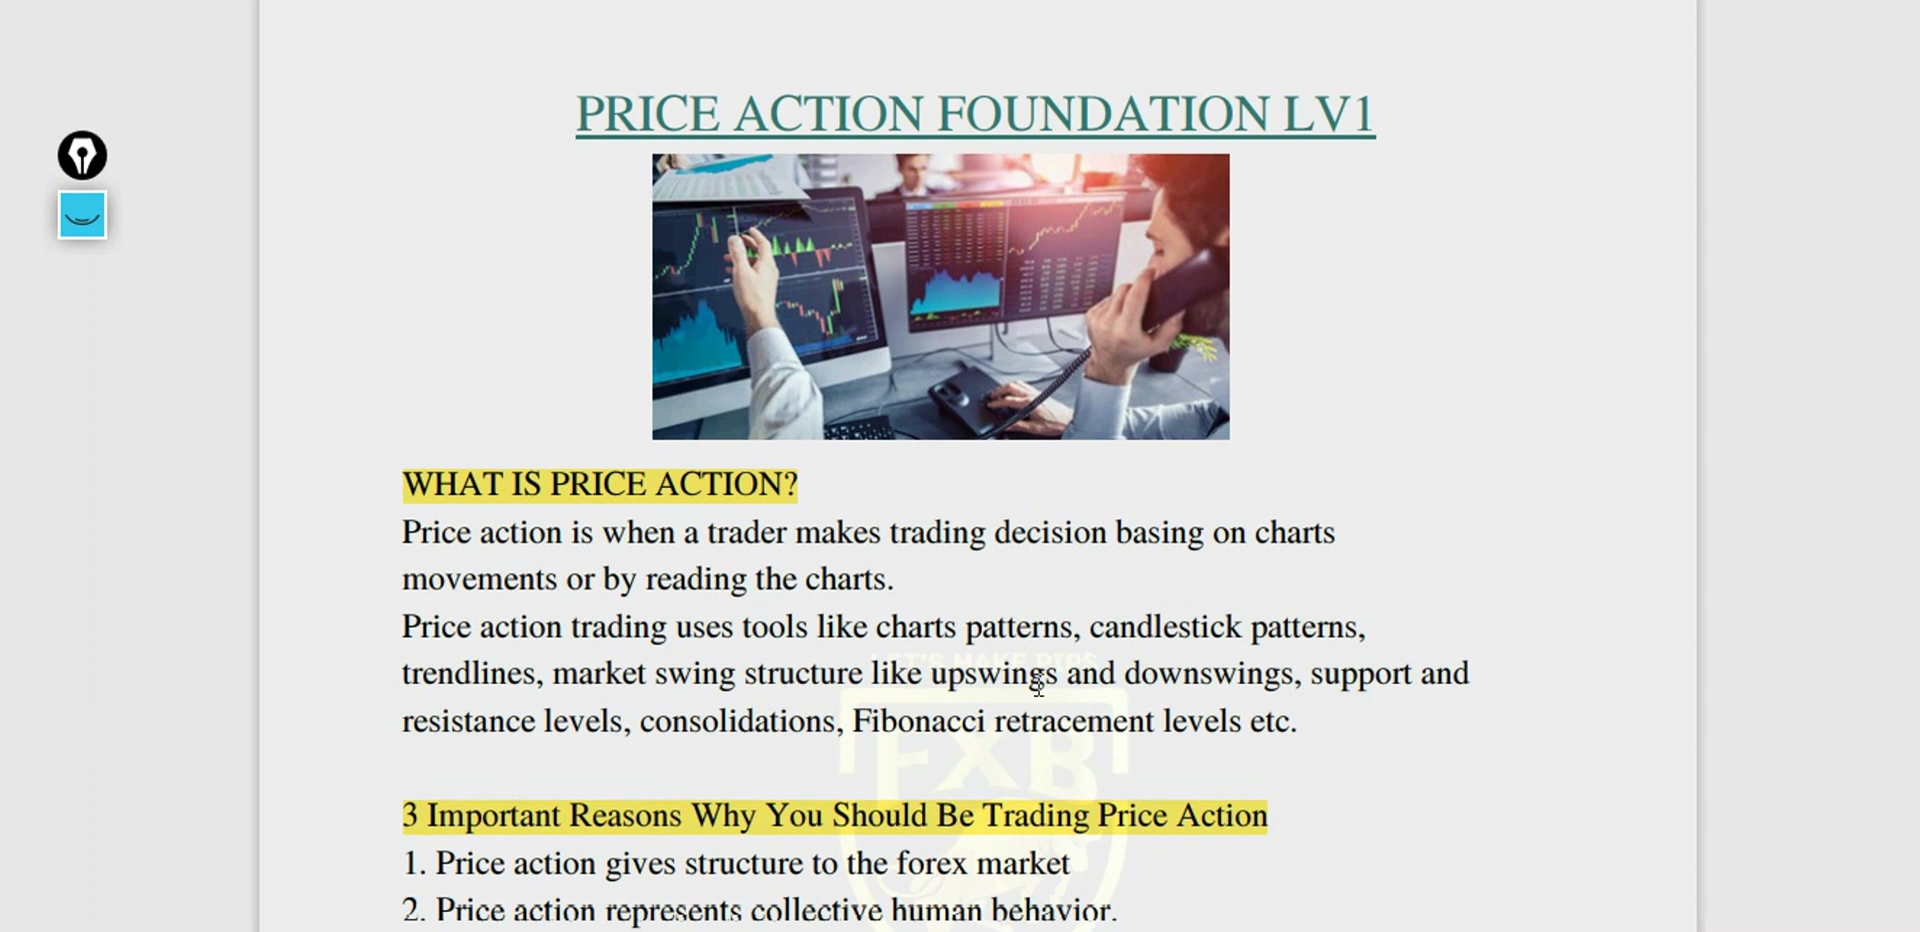 PRICE ACTION FOUNDATION LV1
WHAT IS PRICE ACTION?
Price action is when a trader makes trading decision basing on charts
movements or by reading the charts.
Price action trading uses tools like charts patterns, candlestick patterns,
trendlines, market swing structure like upswings and downswings, support and
resistance levels, consolidations, Fibonacci retracement levels etc.
LET'S MAKE PIPS
FXB
3 Important Reasons Why You Should Be Trading Price Action
1. Price action gives structure to the forex market
2. Price action represents collective human behavior.